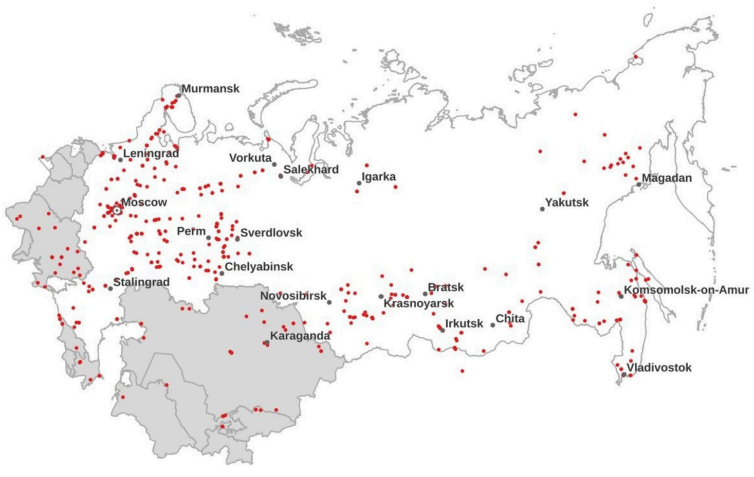 Murmansk
Leningrad
Vorkuta
Salekhard
Igarka
Magadan
Moscow
Yakutsk
Perm
Sverdlovsk
Chelyabinsk
Stalingrad
Bratsk
Novosibirsk
Krasnoyarsk
Komsomolsk-on-Amur
Irkutsk
Chita
Karaganda
Vladivostok